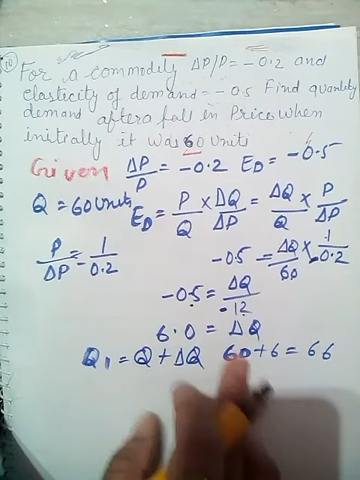 (10)
For a commodity ΔP/P = -0.2 and
elasticity of demand = -0.5 Find quantity
demand after a fall in Price when
initially it was 60 units
Given ΔP/P = -0.2 E_D = -0.5
Q = 60 units E_D = P/Q × ΔQ/ΔP = ΔQ/Q × P/ΔP
P/ΔP = 1/-0.2 -0.5 = ΔQ/60 × 1/-0.2
-0.5 = ΔQ/-12
6.0 = ΔQ
Q₁ = Q + ΔQ 60 + 6 = 66